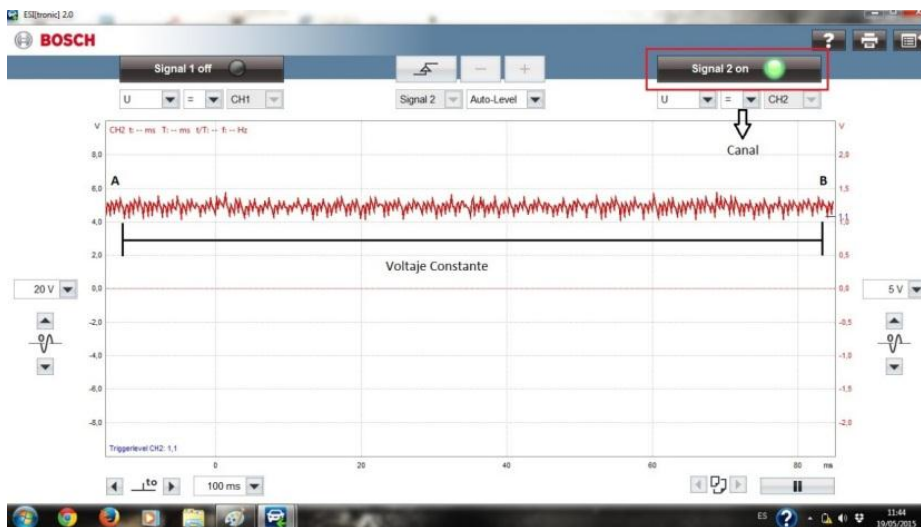 ESI[tronic] 2.0
BOSCH
?
Signal 1 off
− +
Signal 2 on
U = CH1
Signal 2 Auto-Level
U = CH2
Canal
V CH2 t: -- ms T: -- ms t/T: -- f: -- Hz V
8,0 2,0
A B
6,0 1,5
1,1
4,0 1,0
2,0 0,5
Voltaje Constante
20 V 0,0 0,0 5 V
-2,0 -0,5
-4,0 -1,0
-6,0 -1,5
-8,0 -2,0
Triggerlevel CH2: 1,1
0 20 40 60 80 ms
to 100 ms
ES 11:44
19/05/2015